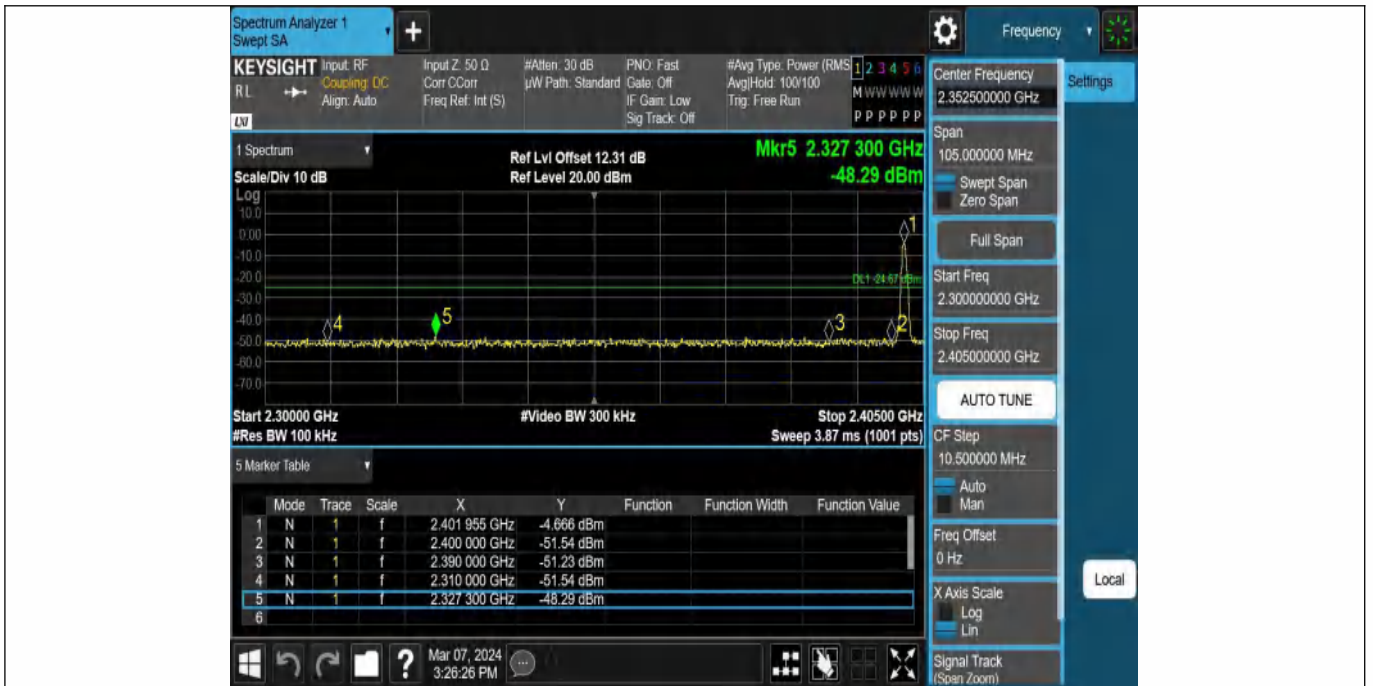 Spectrum Analyzer 1
Swept SA
+
Frequency
KEYSIGHT
RL
LXI
Input: RF
Coupling: DC
Align: Auto
Input Z: 50 Ω
Corr CCorr
Freq Ref: Int (S)
#Atten: 30 dB
µW Path: Standard
PNO: Fast
Gate: Off
IF Gain: Low
Sig Track: Off
#Avg Type: Power (RMS
Avg|Hold: 100/100
Trig: Free Run
1 2 3 4 5 6
M W W W W W
P P P P P P
1 Spectrum
Scale/Div 10 dB
Ref Lvl Offset 12.31 dB
Ref Level 20.00 dBm
Mkr5 2.327 300 GHz
-48.29 dBm
Log
10.0
0.00
-10.0
-20.0
-30.0
-40.0
-50.0
-60.0
-70.0
1
DL1 -24.67 dBm
4
5
3
2
Start 2.30000 GHz
#Video BW 300 kHz
Stop 2.40500 GHz
#Res BW 100 kHz
Sweep 3.87 ms (1001 pts)
5 Marker Table
Mode Trace Scale X Y Function Function Width Function Value
1 N 1 f 2.401 955 GHz -4.666 dBm
2 N 1 f 2.400 000 GHz -51.54 dBm
3 N 1 f 2.390 000 GHz -51.23 dBm
4 N 1 f 2.310 000 GHz -51.54 dBm
5 N 1 f 2.327 300 GHz -48.29 dBm
6
?
Mar 07, 2024
3:26:26 PM
Center Frequency
2.352500000 GHz
Settings
Span
105.000000 MHz
Swept Span
Zero Span
Full Span
Start Freq
2.300000000 GHz
Stop Freq
2.405000000 GHz
AUTO TUNE
CF Step
10.500000 MHz
Auto
Man
Freq Offset
0 Hz
Local
X Axis Scale
Log
Lin
Signal Track
(Span Zoom)